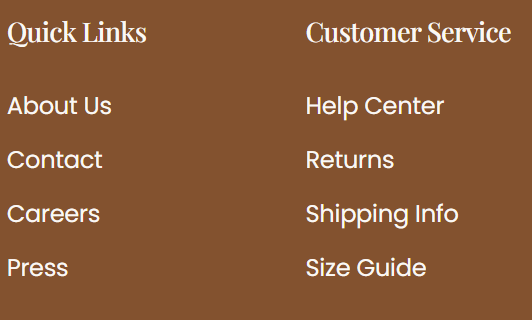 Quick Links
About Us
Contact
Careers
Press
Customer Service
Help Center
Returns
Shipping Info
Size Guide